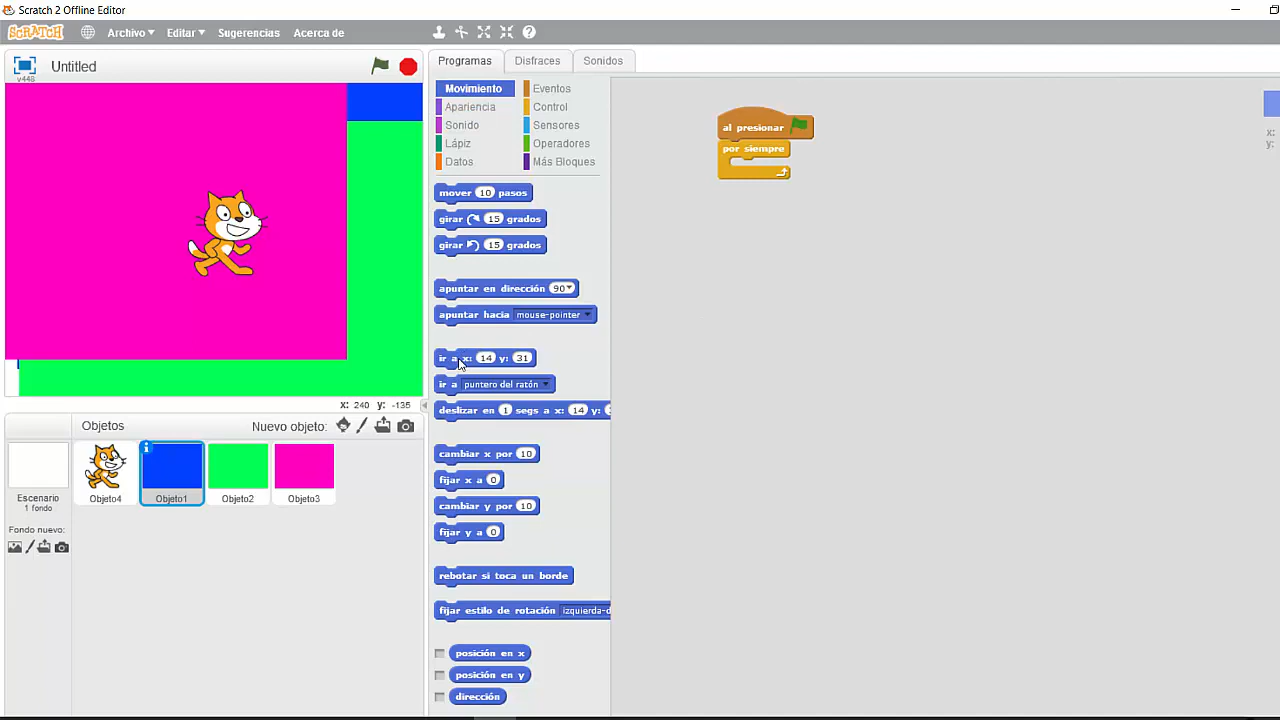 Scratch 2 Offline Editor
SCRATCH Archivo Editar Sugerencias Acerca de
v448 Untitled
Programas Disfraces Sonidos
Movimiento Eventos
Apariencia Control
Sonido Sensores
Lápiz Operadores
Datos Más Bloques
mover 10 pasos
girar 15 grados
girar 15 grados
apuntar en dirección 90
apuntar hacia mouse-pointer
ir a x: 14 y: 31
ir a puntero del ratón
deslizar en 1 segs a x: 14 y:
cambiar x por 10
fijar x a 0
cambiar y por 10
fijar y a 0
rebotar si toca un borde
fijar estilo de rotación izquierda-d
posición en x
posición en y
dirección
al presionar
por siempre
x:
y:
x: 240 y: -135
Objetos Nuevo objeto:
Escenario
1 fondo
Fondo nuevo:
Objeto4 Objeto1 Objeto2 Objeto3